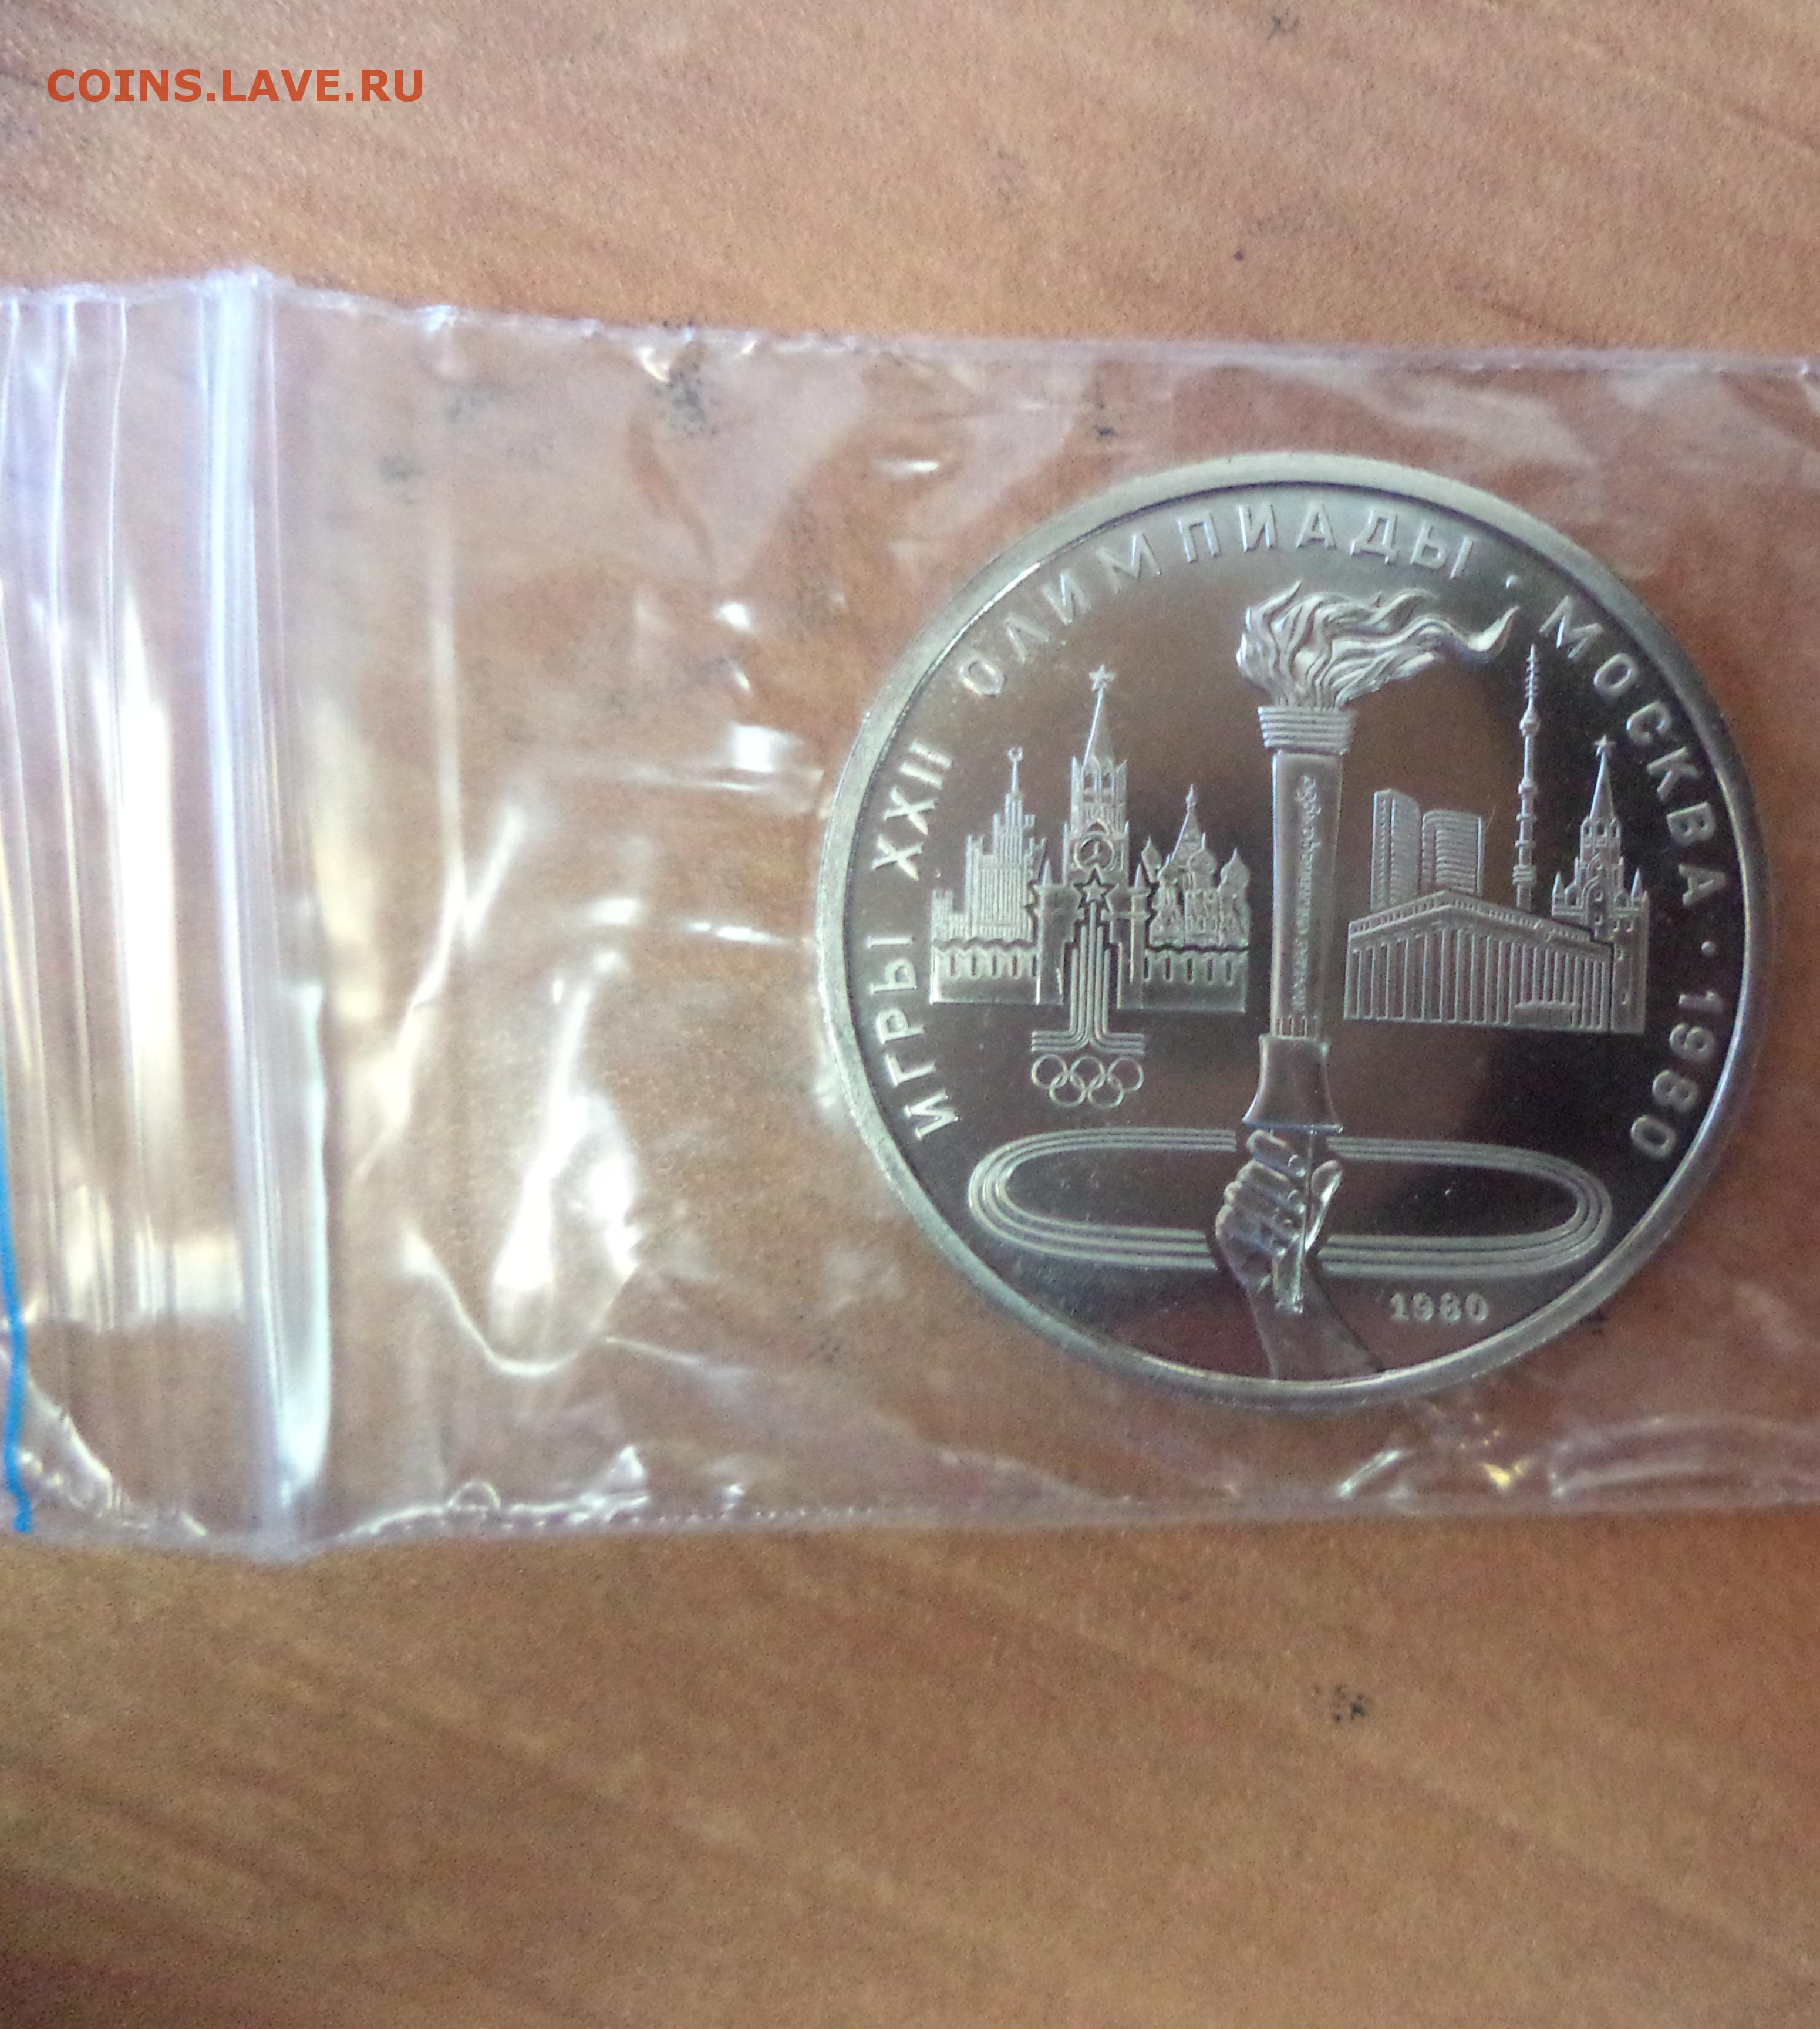 COINS.LAVE.RU
ИГРЫ XXII ОЛИМПИАДЫ · МОСКВА · 1980
1980